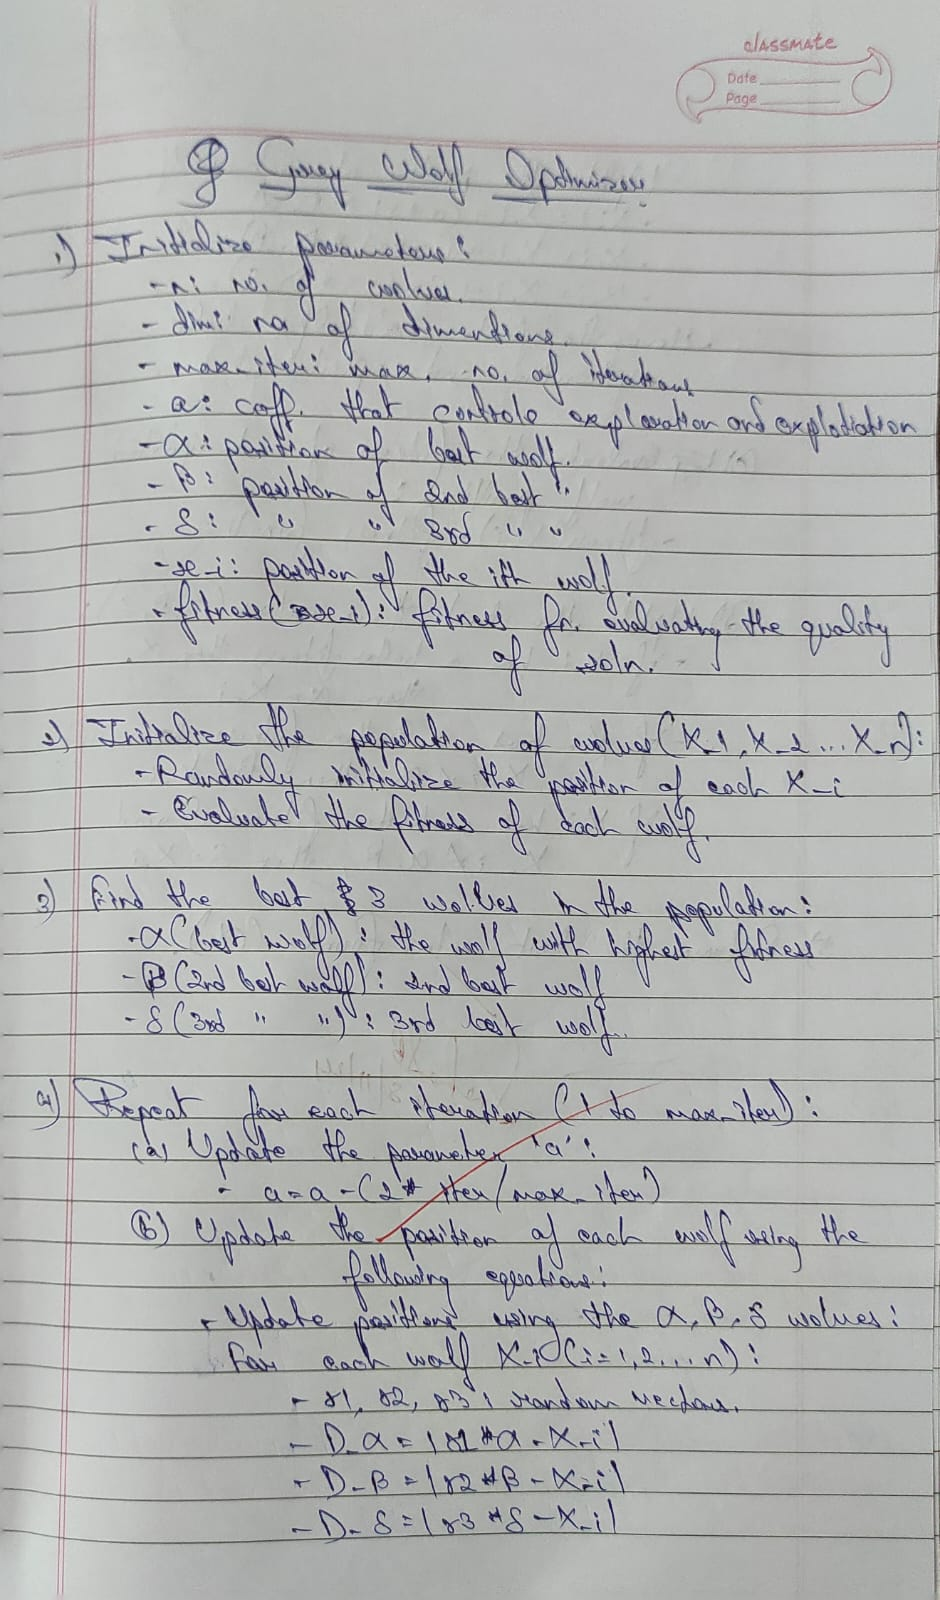 classmate
Date
Page
Grey Wolf Optimizer
1) Initialize parameters:
- n: no. of wolves.
- dim: no of dimentions.
- max_iter: max. no. of iterations
- a: coff. that controls exploration and explotiation
- α: position of best wolf.
- β: position of 2nd best "
- δ: " " 3rd " "
- x_i: position of the ith wolf.
- fitness(x_i): fitness fn. evaluating the quality
of soln.
2) Initialize the population of wolves (X_1, X_2 ... X_n):
- Randomly initialize the position of each X_i
- Evaluate the fitness of each wolf.
3) Find the best 3 wolves in the population:
- α (best wolf): the wolf with highest fitness
- β (2nd best wolf): 2nd best wolf
- δ (3rd " "): 3rd best wolf.
4) Repeat for each iteration (1 to max_iter):
(a) Update the parameter 'a':
- a = a - (2 * iter/max_iter)
(b) Update the position of each wolf using the
following equations:
- Update positions using the α, β, δ wolves:
For each wolf X_i (i=1,2...n):
- r1, r2, r3: random vectors.
- D_α = |r1 * α - X_i|
- D_β = |r2 * β - X_i|
- D_δ = |r3 * δ - X_i|